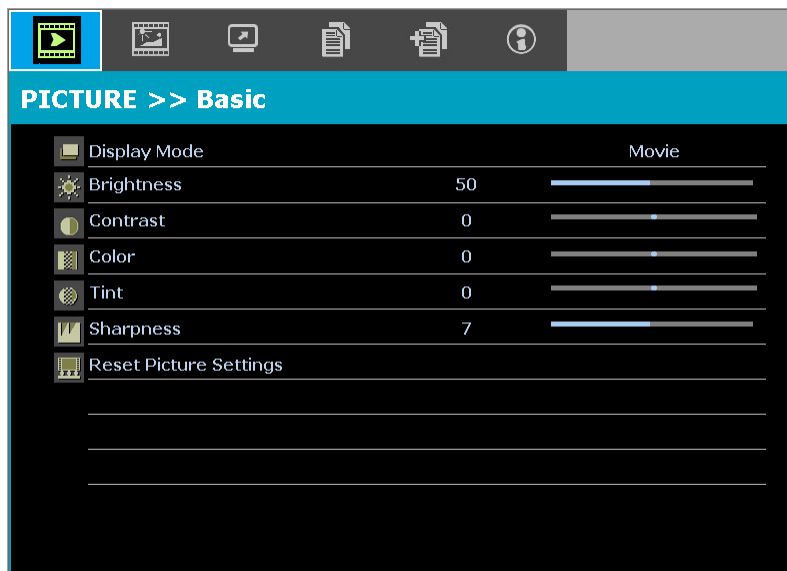 PICTURE >> Basic
Display Mode Movie
Brightness 50
Contrast 0
Color 0
Tint 0
Sharpness 7
Reset Picture Settings